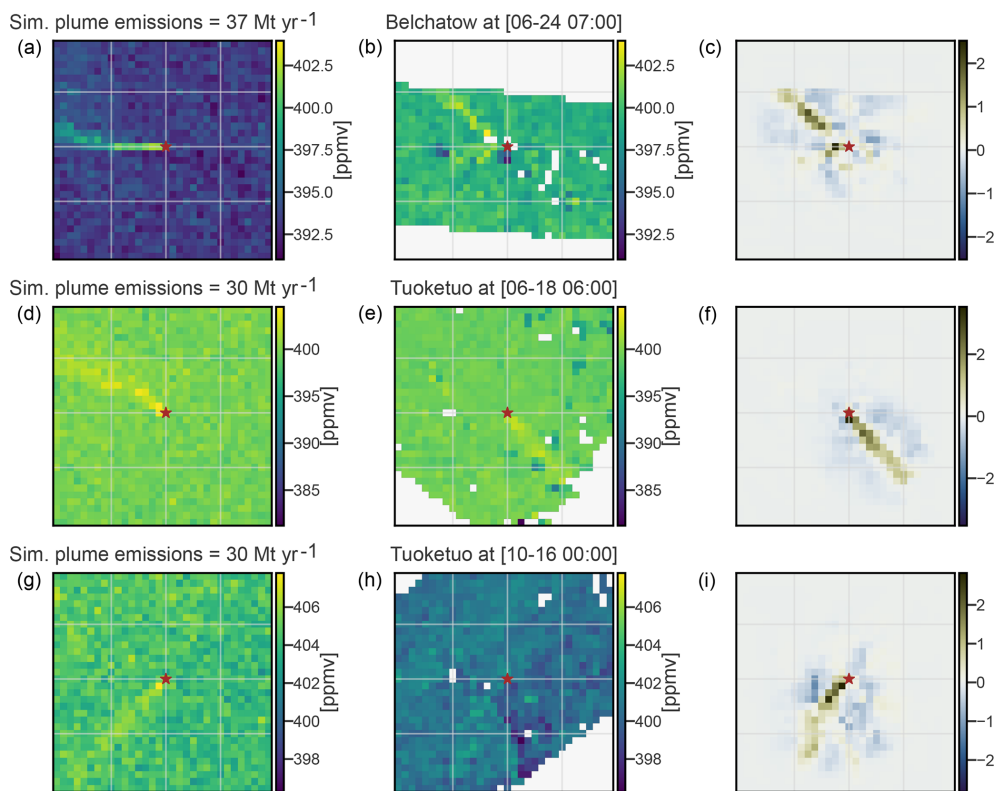 Sim. plume emissions = 37 Mt yr-1 Belchatow at [06-24 07:00]
(a) (b) (c)
402.5 402.5 2
400.0 400.0 1
397.5 [ppmv] 397.5 [ppmv] 0
395.0 395.0 −1
392.5 392.5 −2
Sim. plume emissions = 30 Mt yr-1 Tuoketuo at [06-18 06:00]
(d) (e) (f)
400 400 2
395 [ppmv] 395 [ppmv] 0
390 390
385 385 −2
Sim. plume emissions = 30 Mt yr-1 Tuoketuo at [10-16 00:00]
(g) (h) (i)
406 406 2
404 404 1
402 [ppmv] 402 [ppmv] 0
400 400 −1
398 398 −2